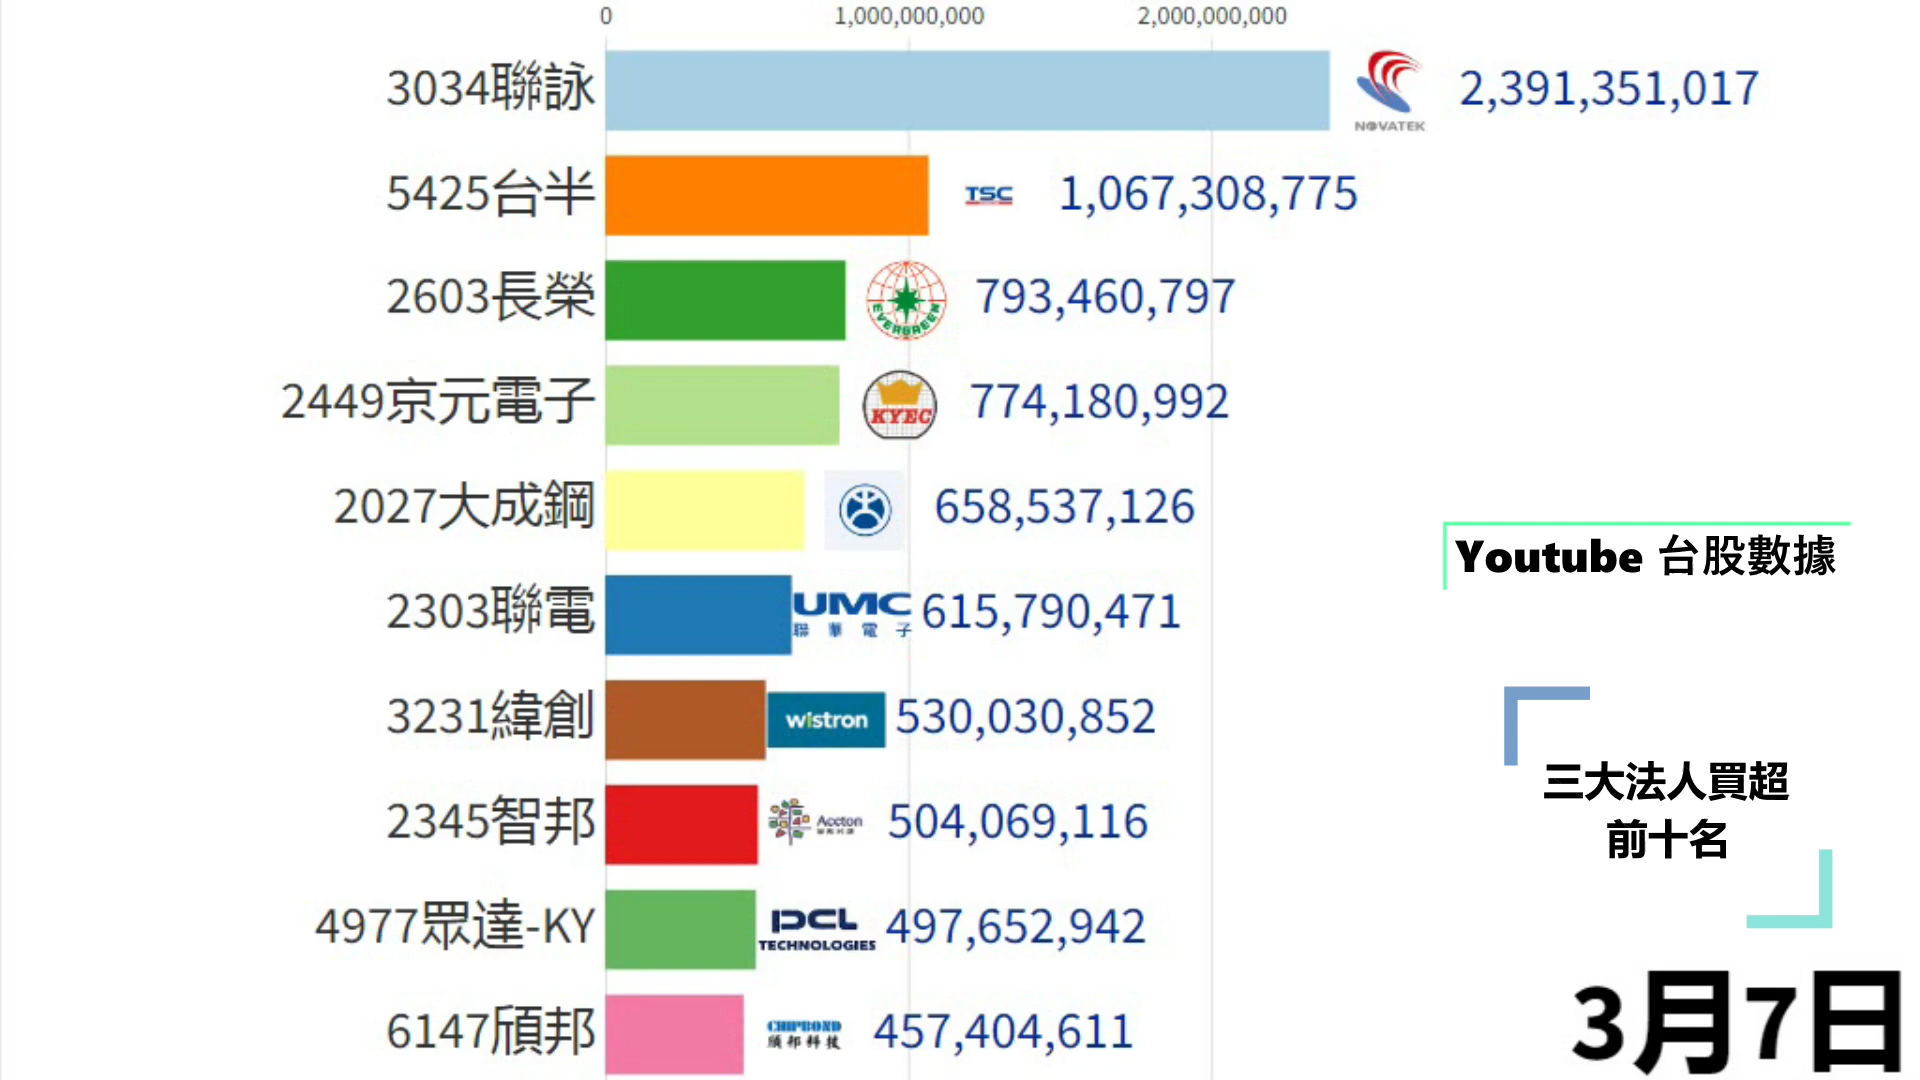 0 1,000,000,000 2,000,000,000
3034聯詠 NOVATEK 2,391,351,017
5425台半 TSC 1,067,308,775
2603長榮 EVERGREEN 793,460,797
2449京元電子 KYEC 774,180,992
2027大成鋼 658,537,126
2303聯電 UMC 615,790,471
聯華電子
3231緯創 wistron 530,030,852
2345智邦 Accton 504,069,116
4977眾達-KY PCL 497,652,942
TECHNOLOGIES
6147頎邦 CHIPBOND 457,404,611
頎邦科技
Youtube 台股數據
三大法人買超
前十名
3月7日